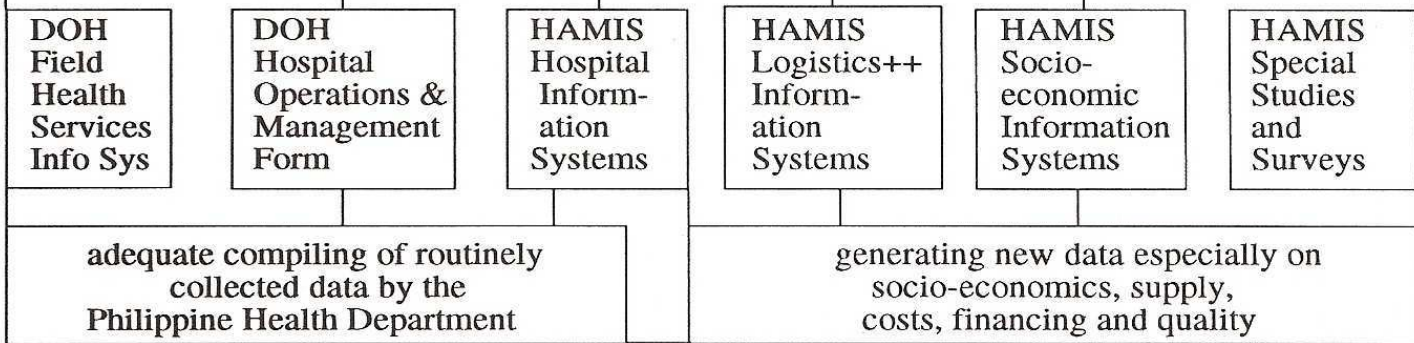 DOH
Field
Health
Services
Info Sys
DOH
Hospital
Operations &
Management
Form
HAMIS
Hospital
Inform-
ation
Systems
HAMIS
Logistics++
Inform-
ation
Systems
HAMIS
Socio-
economic
Information
Systems
HAMIS
Special
Studies
and
Surveys
adequate compiling of routinely
collected data by the
Philippine Health Department
generating new data especially on
socio-economics, supply,
costs, financing and quality